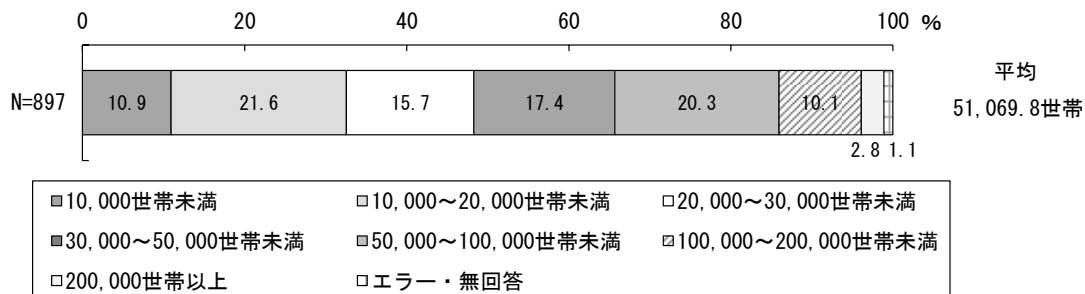 0 20 40 60 80 100 %
N=897 10.9 21.6 15.7 17.4 20.3 10.1
2.8 1.1
平均
51,069.8世帯
10,000世帯未満 10,000～20,000世帯未満 20,000～30,000世帯未満
30,000～50,000世帯未満 50,000～100,000世帯未満 100,000～200,000世帯未満
200,000世帯以上 エラー・無回答